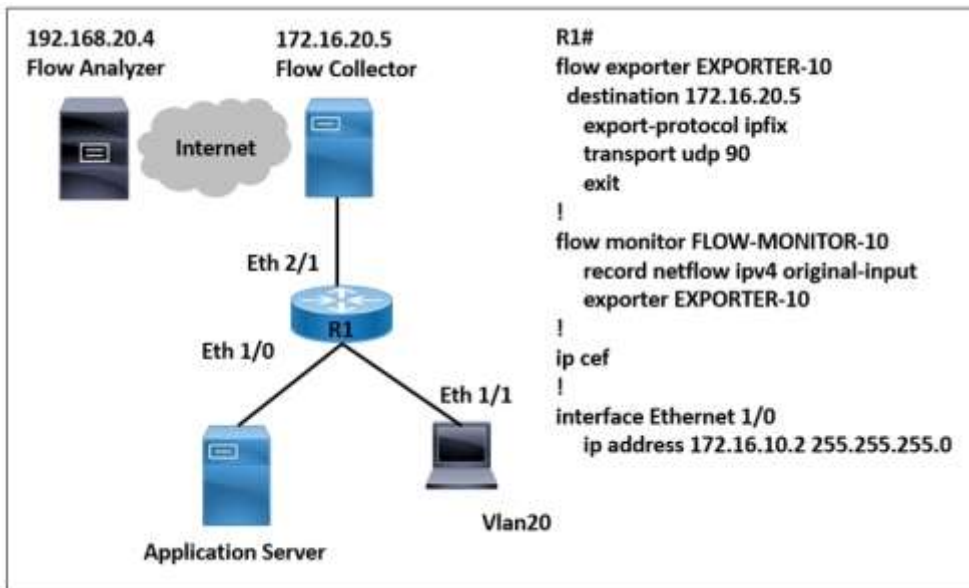 192.168.20.4
Flow Analyzer
172.16.20.5
Flow Collector
Internet
Eth 2/1
R1
Eth 1/0
Eth 1/1
Application Server
Vlan20
R1#
flow exporter EXPORTER-10
destination 172.16.20.5
export-protocol ipfix
transport udp 90
exit
!
flow monitor FLOW-MONITOR-10
record netflow ipv4 original-input
exporter EXPORTER-10
!
ip cef
!
interface Ethernet 1/0
ip address 172.16.10.2 255.255.255.0